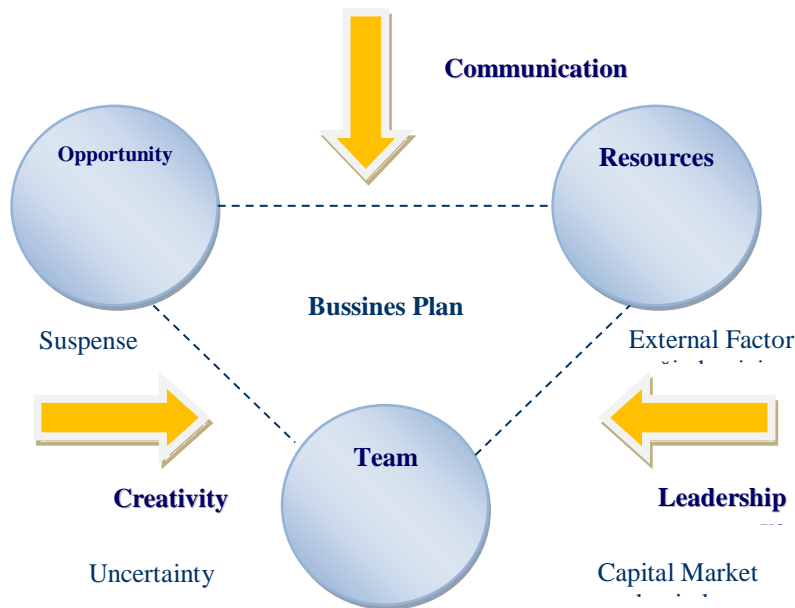 Communication
Opportunity
Resources
Bussines Plan
Suspense
External Factor
Team
Creativity
Leadership
Uncertainty
Capital Market